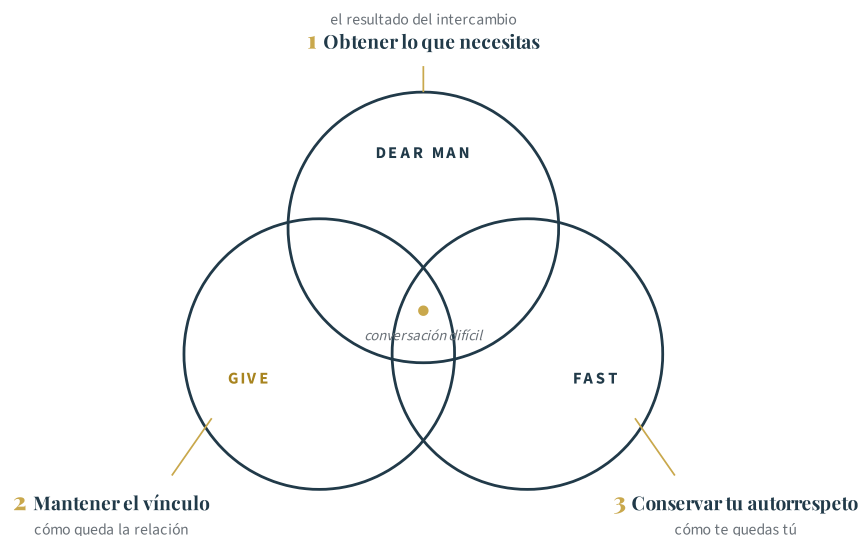 el resultado del intercambio
1 Obtener lo que necesitas
DEAR MAN
conversación difícil
GIVE
FAST
2 Mantener el vínculo
cómo queda la relación
3 Conservar tu autorrespeto
cómo te quedas tú